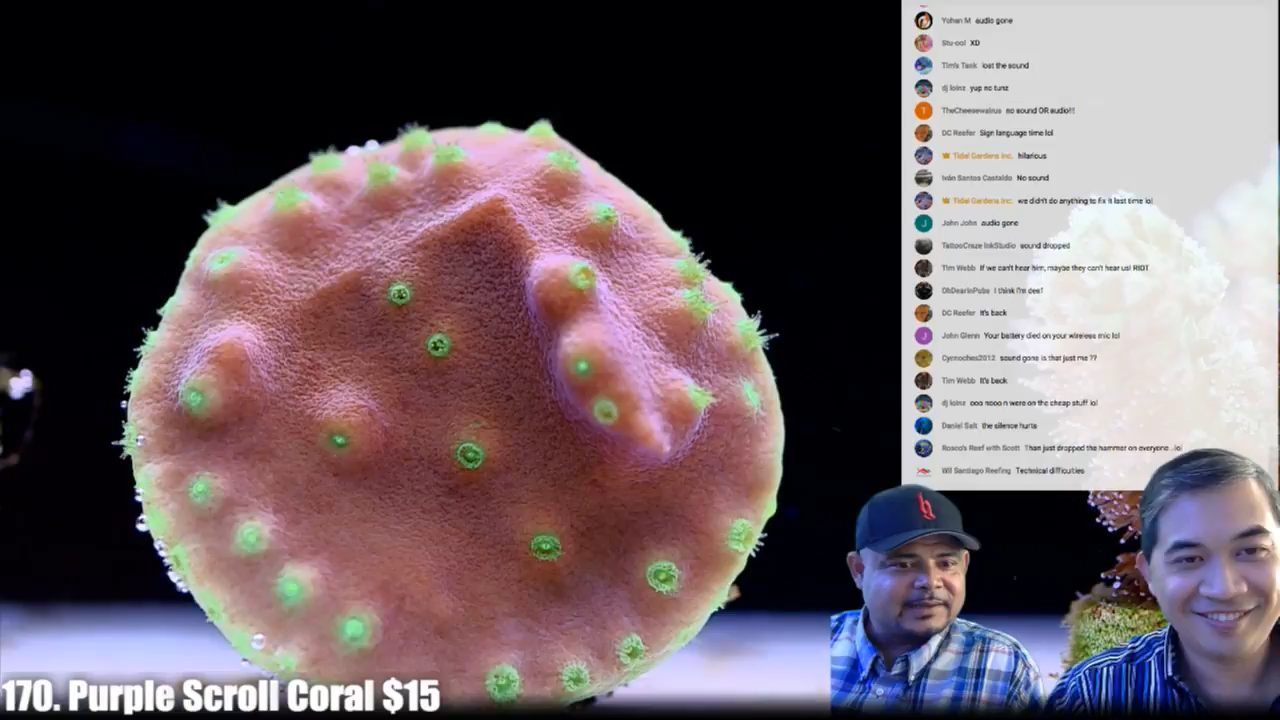 Yohan M audio gone
Stu-ool XD
Tim's Tank lost the sound
dj loinz yup no tunz
TheCheesewalrus no sound OR audio!!!
DC Reefer Sign language time lol
Tidal Gardens Inc. hilarious
Iván Santos Castaldo No sound
Tidal Gardens Inc. we didn't do anything to fix it last time lol
J John John audio gone
TattooCraze InkStudio sound dropped
Tim Webb If we can't hear him, maybe they can't hear us! RIOT
OhDearInPubs I think I'm deaf
DC Reefer It's back
J John Glenn Your battery died on your wireless mic lol
Cyrnoches2012 sound gone is that just me ??
Tim Webb It's back
dj loinz ooo nooo n were on the cheap stuff lol
Daniel Salt the silence hurts
Rosco's Reef with Scott Than just dropped the hammer on everyone...lol
Wil Santiago Reefing Technical difficulties
170. Purple Scroll Coral $15